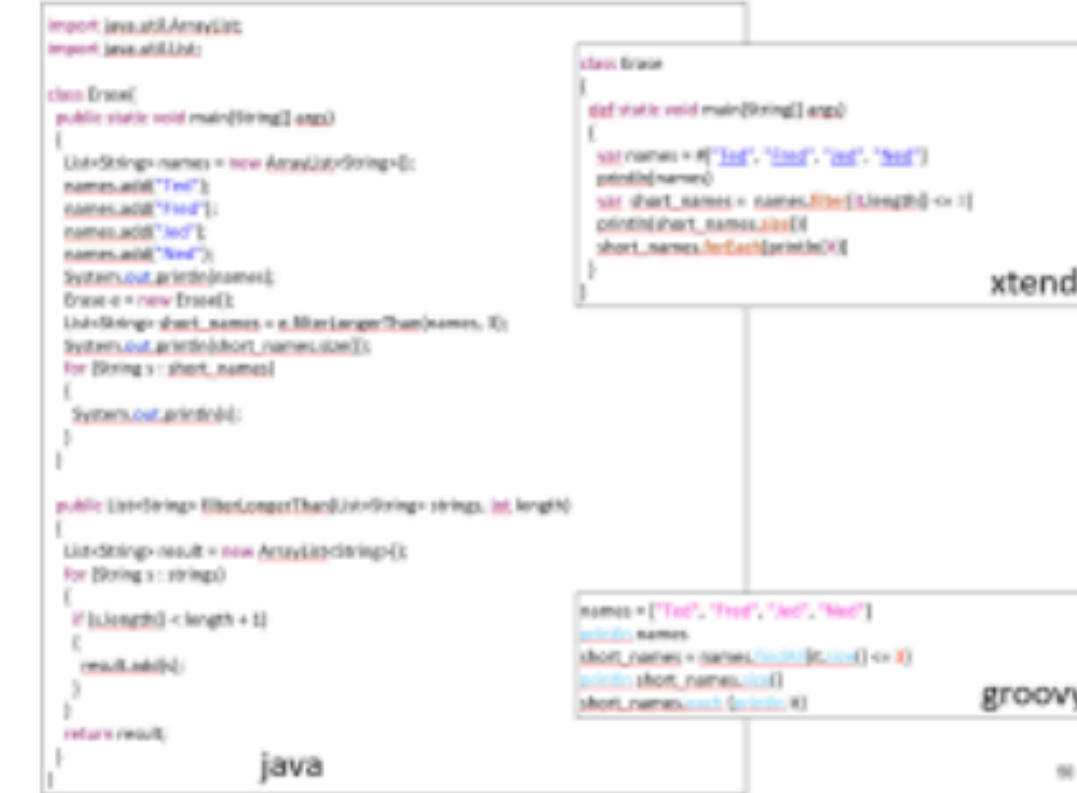 import java.util.ArrayList;
import java.util.List;
class Erase{
public static void main(String[] args)
{
List<String> names = new ArrayList<String>();
names.add("Ted");
names.add("Fred");
names.add("Jed");
names.add("Ned");
System.out.println(names);
Erase e = new Erase();
List<String> short_names = e.filterLongerThan(names, 3);
System.out.println(short_names.size());
for (String s : short_names)
{
System.out.println(s);
}
}
public List<String> filterLongerThan(List<String> strings, int length)
{
List<String> result = new ArrayList<String>();
for (String s : strings)
{
if (s.length() < length + 1)
{
result.add(s);
}
}
return result;
}
}
java
class Erase
{
def static void main(String[] args)
{
var names = #["Ted", "Fred", "Jed", "Ned"]
println(names)
var short_names = names.filter[it.length() <= 3]
println(short_names.size())
short_names.forEach[println(it)]
}
}
xtend
names = ["Ted", "Fred", "Jed", "Ned"]
println names
short_names = names.findAll{it.size() <= 3}
println short_names.size()
short_names.each {println it}
groovy
90